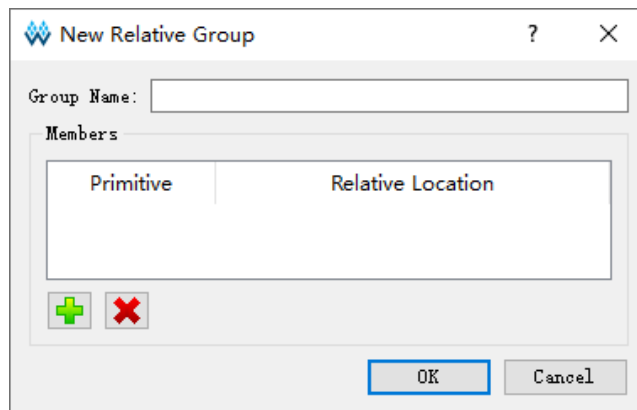 New Relative Group ?
Group Name:
Members
Primitive Relative Location
OK Cancel